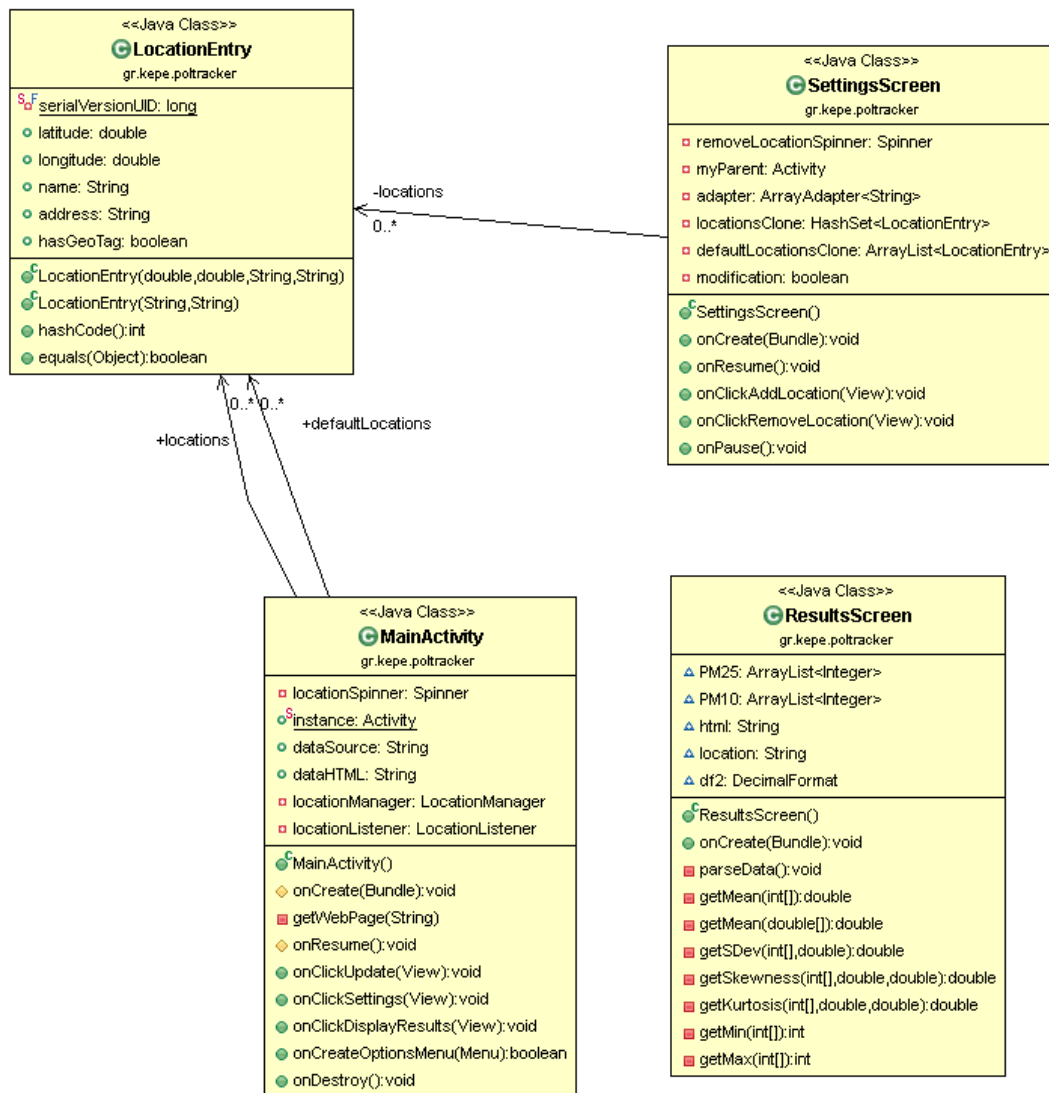 <<Java Class>>
LocationEntry
gr.kepe.poltracker
serialVersionUID: long
latitude: double
longitude: double
name: String
address: String
hasGeoTag: boolean
LocationEntry(double,double,String,String)
LocationEntry(String,String)
hashCode():int
equals(Object):boolean
<<Java Class>>
SettingsScreen
gr.kepe.poltracker
removeLocationSpinner: Spinner
myParent: Activity
adapter: ArrayAdapter<String>
locationsClone: HashSet<LocationEntry>
defaultLocationsClone: ArrayList<LocationEntry>
modification: boolean
SettingsScreen()
onCreate(Bundle):void
onResume():void
onClickAddLocation(View):void
onClickRemoveLocation(View):void
onPause():void
-locations
0..*
0..* 0..*
+locations
+defaultLocations
<<Java Class>>
MainActivity
gr.kepe.poltracker
locationSpinner: Spinner
instance: Activity
dataSource: String
dataHTML: String
locationManager: LocationManager
locationListener: LocationListener
MainActivity()
onCreate(Bundle):void
getWebPage(String)
onResume():void
onClickUpdate(View):void
onClickSettings(View):void
onClickDisplayResults(View):void
onCreateOptionsMenu(Menu):boolean
onDestroy():void
<<Java Class>>
ResultsScreen
gr.kepe.poltracker
PM25: ArrayList<Integer>
PM10: ArrayList<Integer>
html: String
location: String
df2: DecimalFormat
ResultsScreen()
onCreate(Bundle):void
parseData():void
getMean(int[]):double
getMean(double[]):double
getSDev(int[],double):double
getSkewness(int[],double,double):double
getKurtosis(int[],double,double):double
getMin(int[]):int
getMax(int[]):int